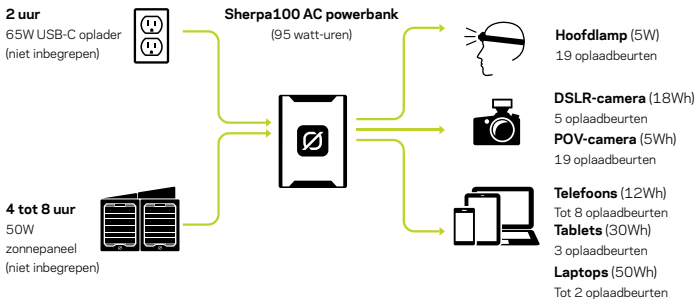 2 uur
65W USB-C oplader
(niet inbegrepen)
4 tot 8 uur
50W
zonnepaneel
(niet inbegrepen)
Sherpa100 AC powerbank
(95 watt-uren)
Hoofdlamp (5W)
19 oplaadbeurten
DSLR-camera (18Wh)
5 oplaadbeurten
POV-camera (5Wh)
19 oplaadbeurten
Telefoons (12Wh)
Tot 8 oplaadbeurten
Tablets (30Wh)
3 oplaadbeurten
Laptops (50Wh)
Tot 2 oplaadbeurten